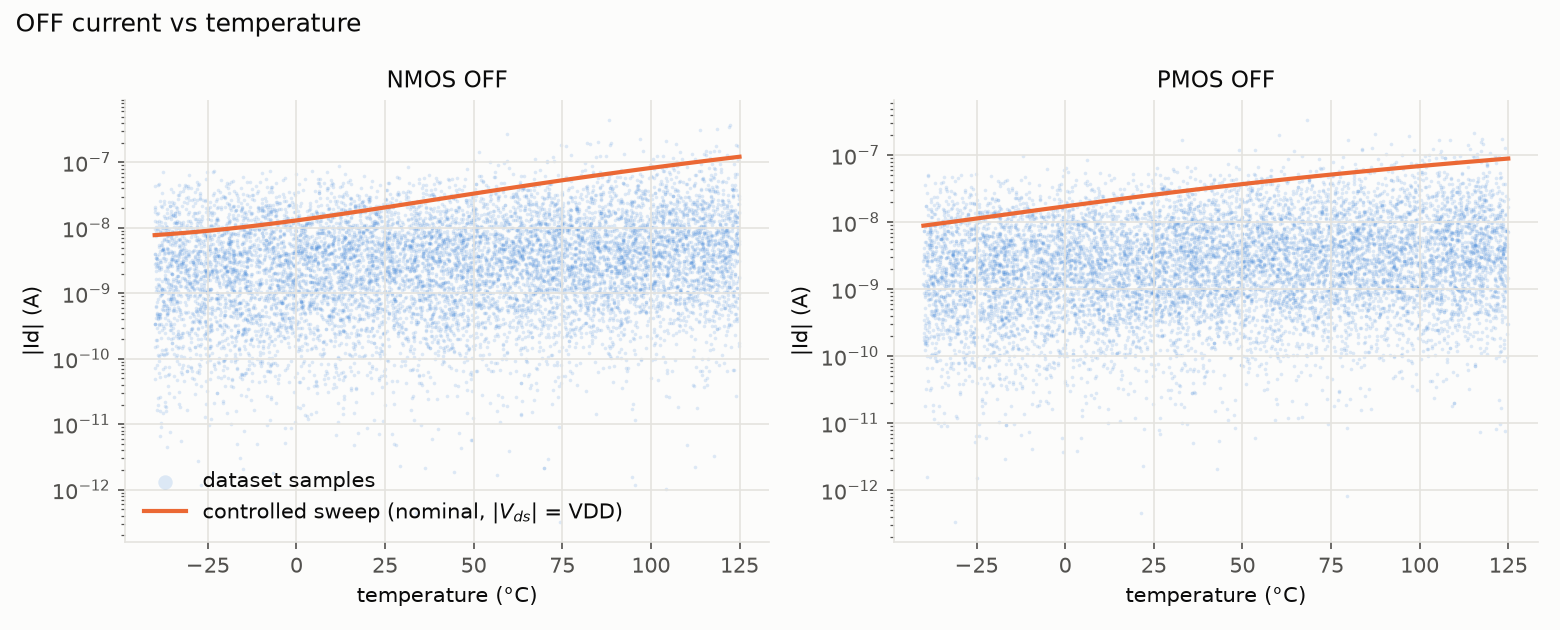 OFF current vs temperature
NMOS OFF
|Id| (A)
10⁻⁷
10⁻⁸
10⁻⁹
10⁻¹⁰
10⁻¹¹
10⁻¹²
dataset samples
controlled sweep (nominal, |V_ds| = VDD)
−25 0 25 50 75 100 125
temperature (°C)
PMOS OFF
|Id| (A)
10⁻⁷
10⁻⁸
10⁻⁹
10⁻¹⁰
10⁻¹¹
10⁻¹²
−25 0 25 50 75 100 125
temperature (°C)